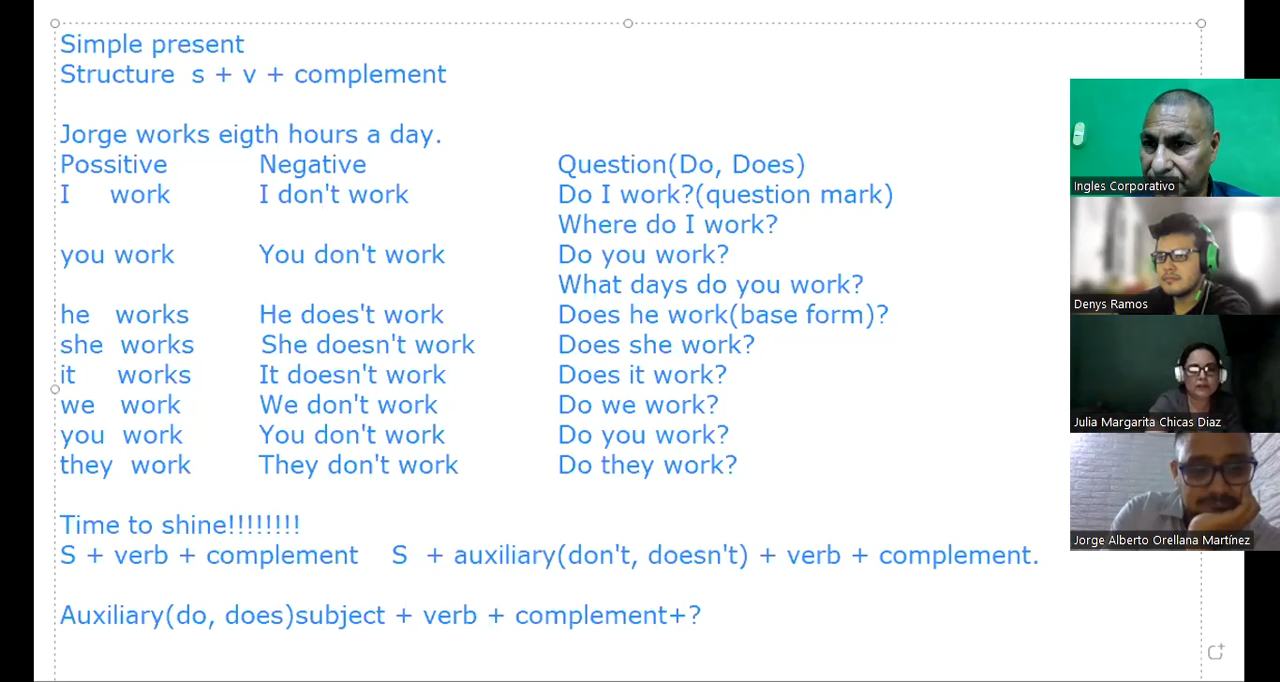 Simple present
Structure s + v + complement
Jorge works eigth hours a day.
Possitive Negative Question(Do, Does)
I work I don't work Do I work?(question mark)
Where do I work?
you work You don't work Do you work?
What days do you work?
he works He does't work Does he work(base form)?
she works She doesn't work Does she work?
it works It doesn't work Does it work?
we work We don't work Do we work?
you work You don't work Do you work?
they work They don't work Do they work?
Time to shine!!!!!!!!
S + verb + complement S + auxiliary(don't, doesn't) + verb + complement.
Auxiliary(do, does)subject + verb + complement+?
Ingles Corporativo
Denys Ramos
Julia Margarita Chicas Diaz
Jorge Alberto Orellana Martínez